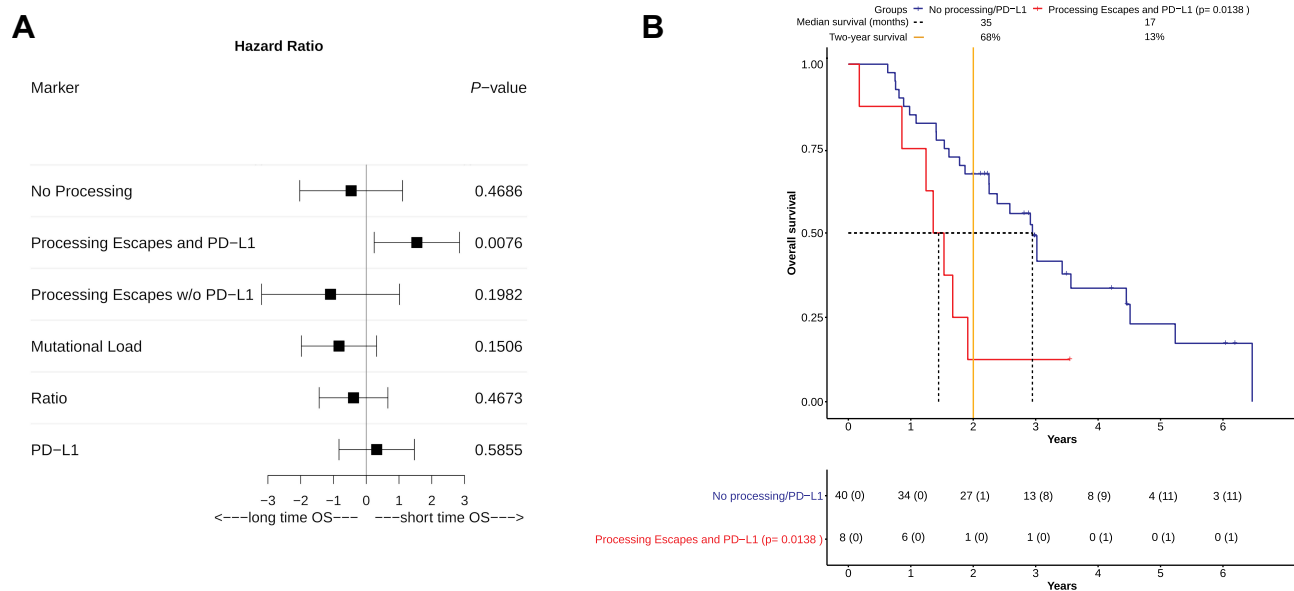 A
Hazard Ratio
Marker P−value
No Processing 0.4686
Processing Escapes and PD−L1 0.0076
Processing Escapes w/o PD−L1 0.1982
Mutational Load 0.1506
Ratio 0.4673
PD−L1 0.5855
−3 −2 −1 0 1 2 3
<−−−long time OS−−− −−−short time OS−−−>
B
Groups No processing/PD−L1 Processing Escapes and PD−L1 (p= 0.0138 )
Median survival (months) 35 17
Two−year survival 68% 13%
Overall survival
1.00
0.75
0.50
0.25
0.00
0 1 2 3 4 5 6
Years
No processing/PD−L1 40 (0) 34 (0) 27 (1) 13 (8) 8 (9) 4 (11) 3 (11)
Processing Escapes and PD−L1 (p= 0.0138 ) 8 (0) 6 (0) 1 (0) 1 (0) 0 (1) 0 (1) 0 (1)
0 1 2 3 4 5 6
Years